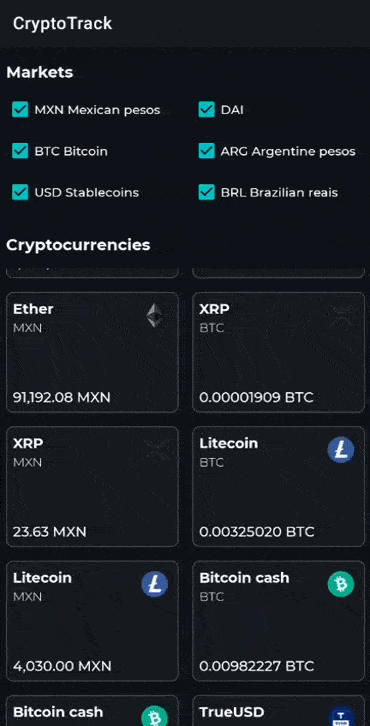 CryptoTrack
Markets
MXN Mexican pesos
DAI
BTC Bitcoin
ARG Argentine pesos
USD Stablecoins
BRL Brazilian reais
Cryptocurrencies
Ether
MXN
91,192.08 MXN
XRP
BTC
0.00001909 BTC
XRP
MXN
23.63 MXN
Litecoin
BTC
0.00325020 BTC
Litecoin
MXN
4,030.00 MXN
Bitcoin cash
BTC
0.00982227 BTC
Bitcoin cash
TrueUSD